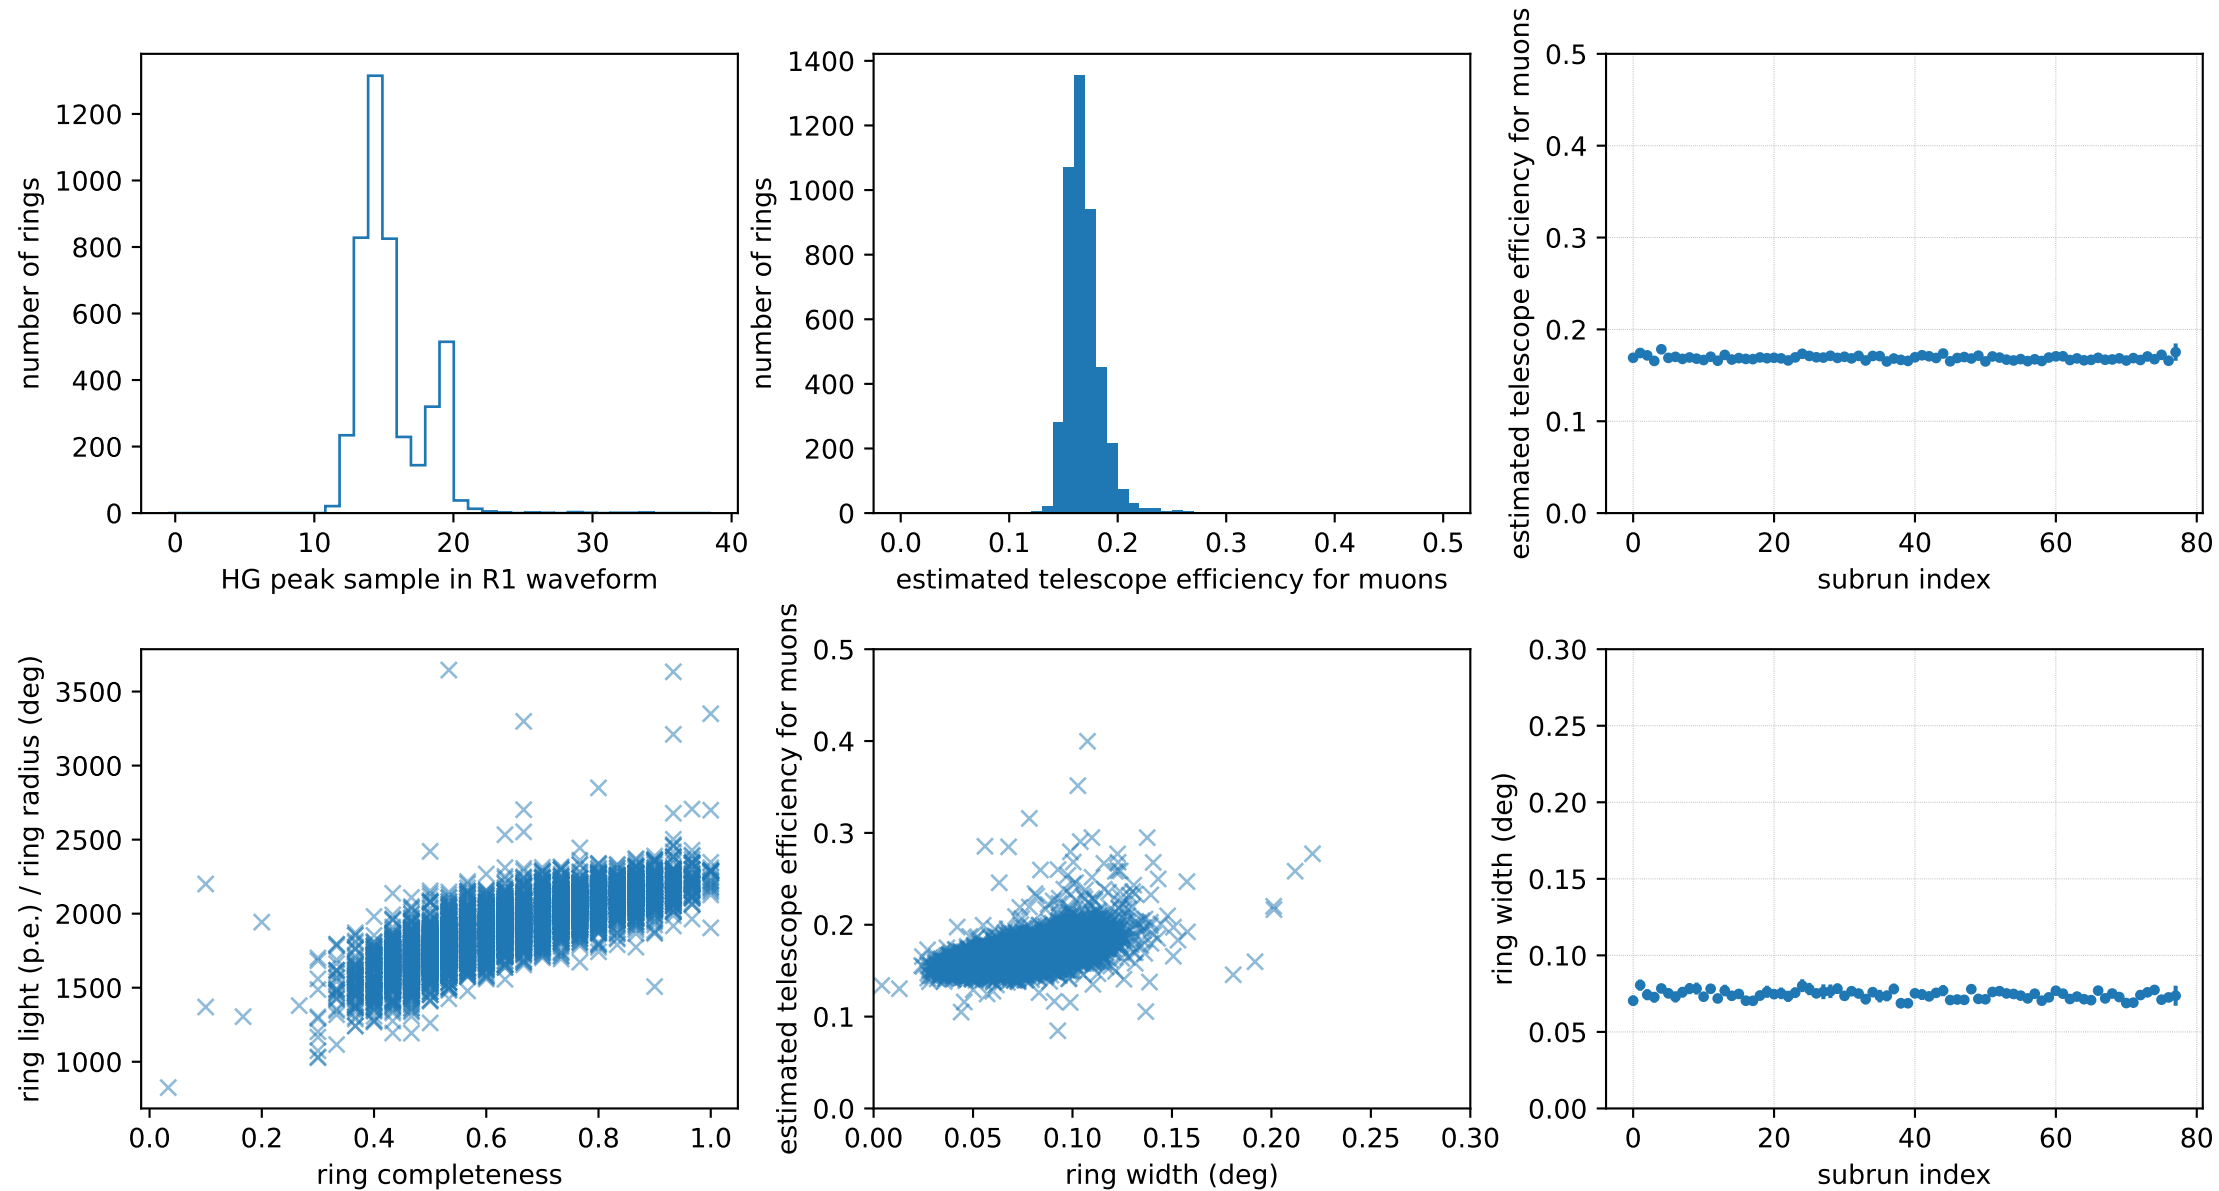 1200
1000
800
600
400
200
0
number of rings
0 10 20 30 40
HG peak sample in R1 waveform
1400
1200
1000
800
600
400
200
0
number of rings
0.0 0.1 0.2 0.3 0.4 0.5
estimated telescope efficiency for muons
0.5
0.4
0.3
0.2
0.1
0.0
estimated telescope efficiency for muons
0 20 40 60 80
subrun index
3500
3000
2500
2000
1500
1000
ring light (p.e.) / ring radius (deg)
0.0 0.2 0.4 0.6 0.8 1.0
ring completeness
0.5
0.4
0.3
0.2
0.1
0.0
estimated telescope efficiency for muons
0.00 0.05 0.10 0.15 0.20 0.25 0.30
ring width (deg)
0.30
0.25
0.20
0.15
0.10
0.05
0.00
ring width (deg)
0 20 40 60 80
subrun index